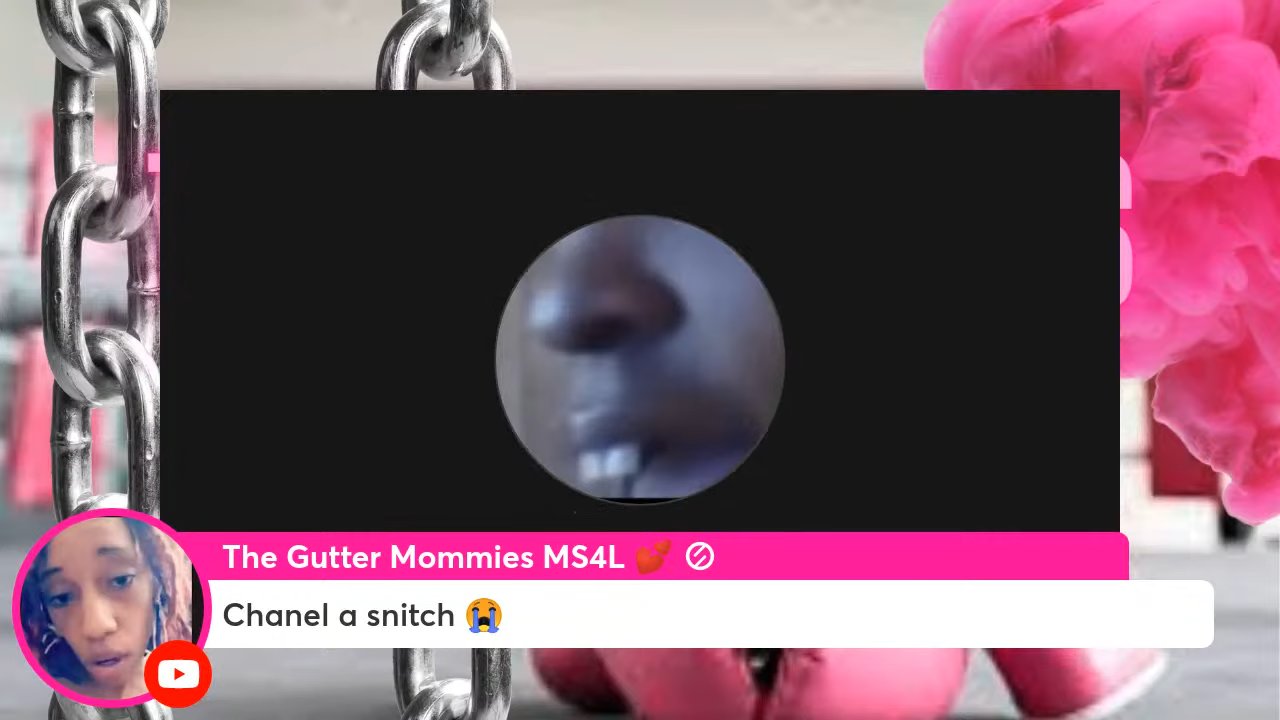 The Gutter Mommies MS4L 💕
Chanel a snitch 😭